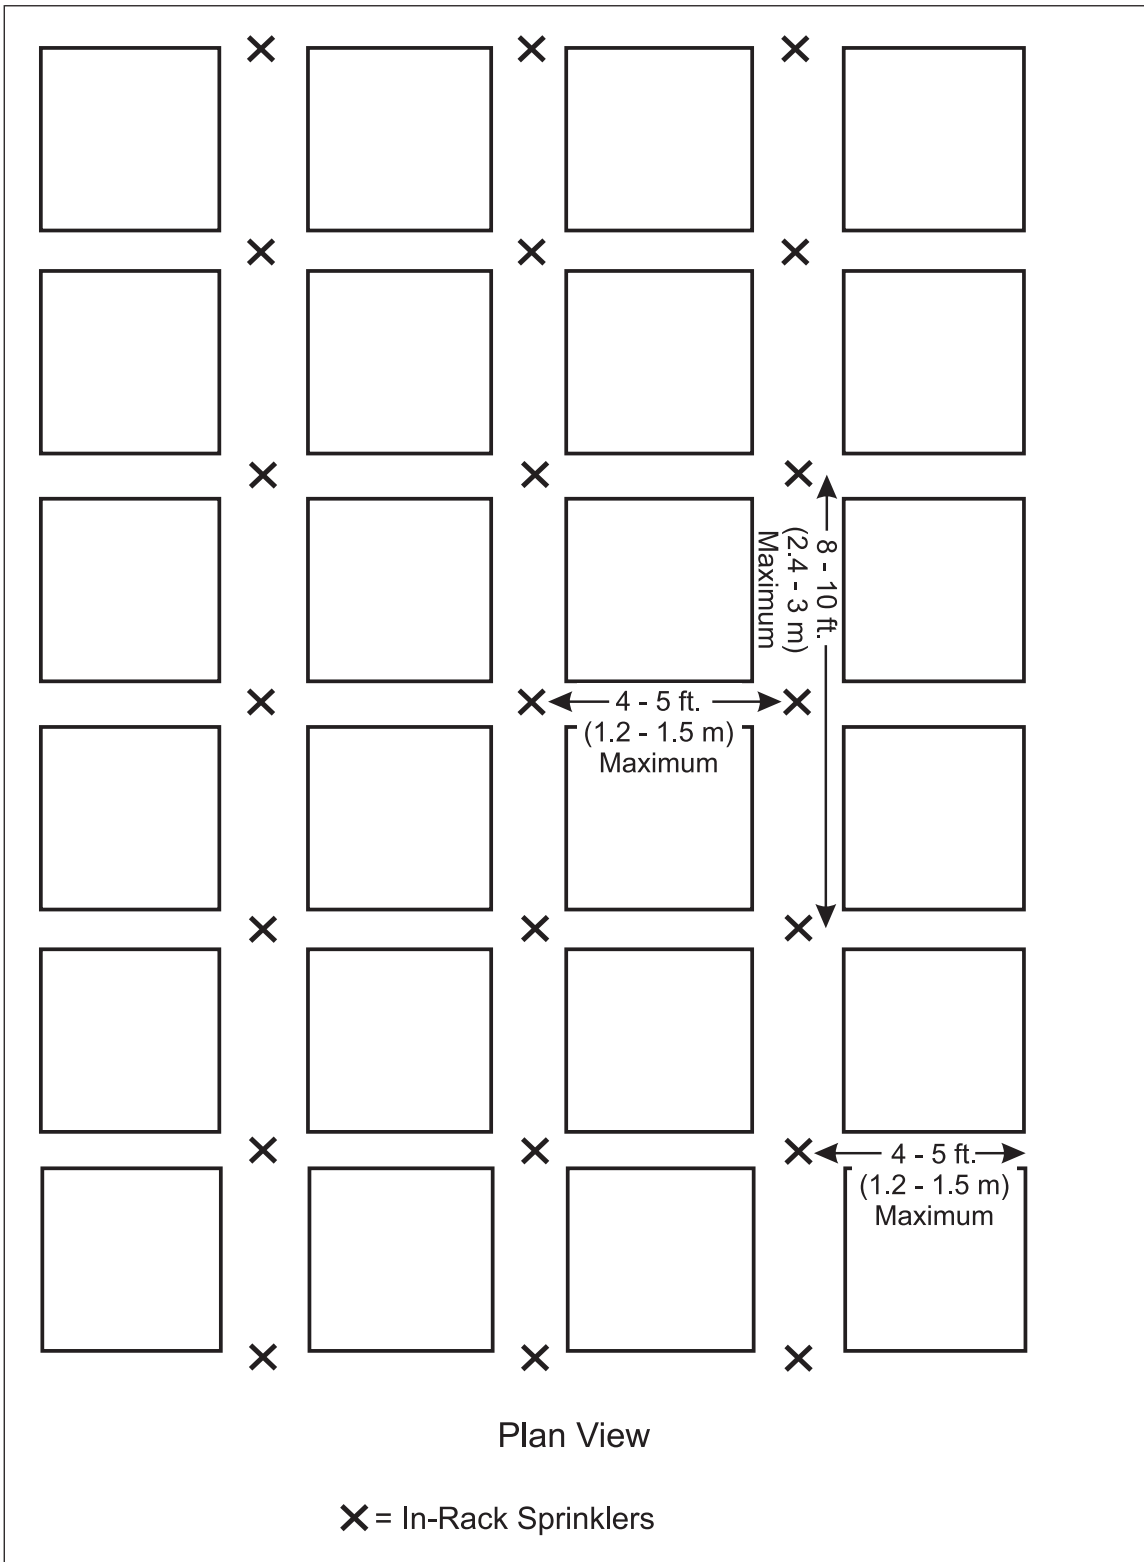 8 - 10 ft.
(2.4 - 3 m)
Maximum
4 - 5 ft.
(1.2 - 1.5 m)
Maximum
4 - 5 ft.
(1.2 - 1.5 m)
Maximum
Plan View
= In-Rack Sprinklers